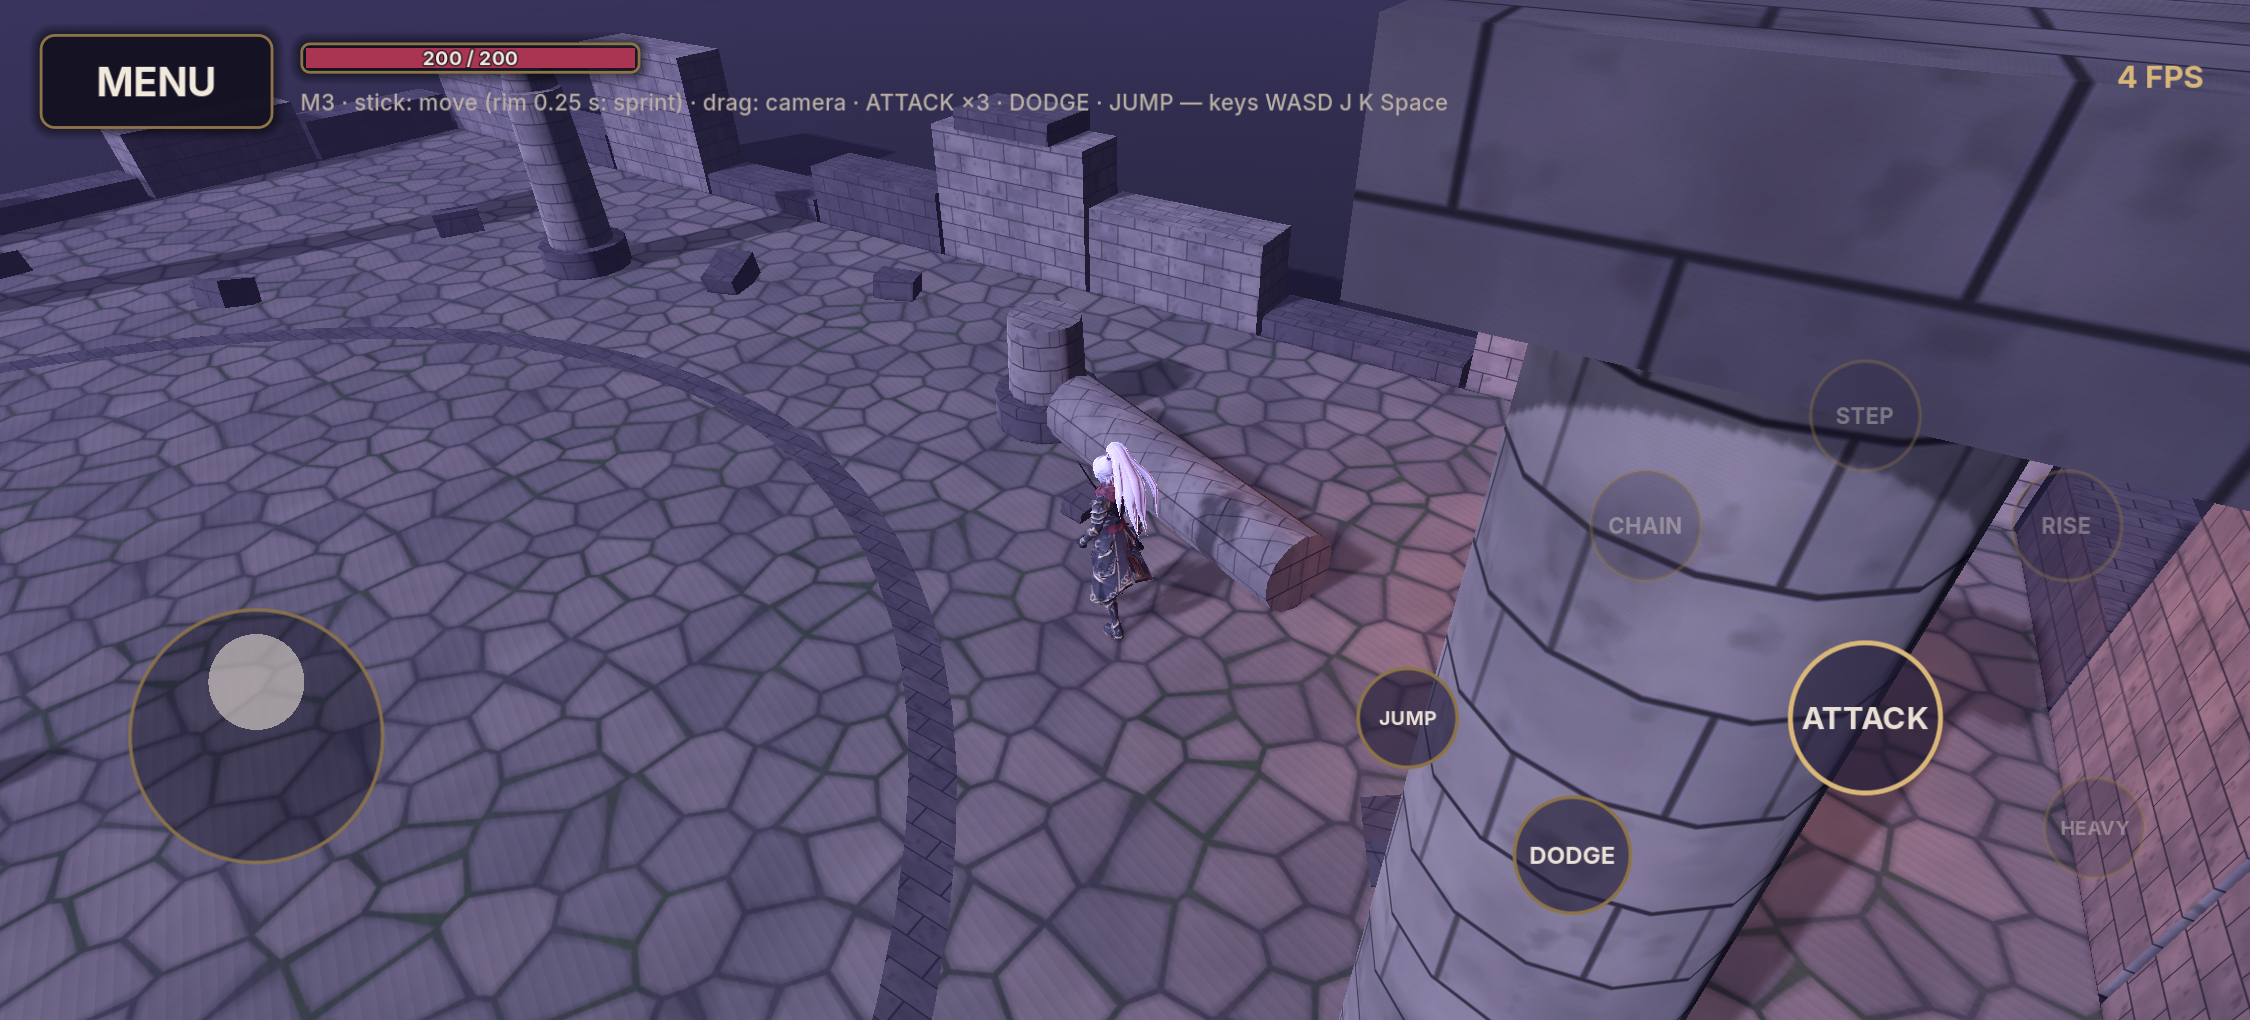 MENU
200 / 200
4 FPS
M3 · stick: move (rim 0.25 s: sprint) · drag: camera · ATTACK ×3 · DODGE · JUMP — keys WASD J K Space
STEP
CHAIN
RISE
JUMP
ATTACK
DODGE
HEAVY